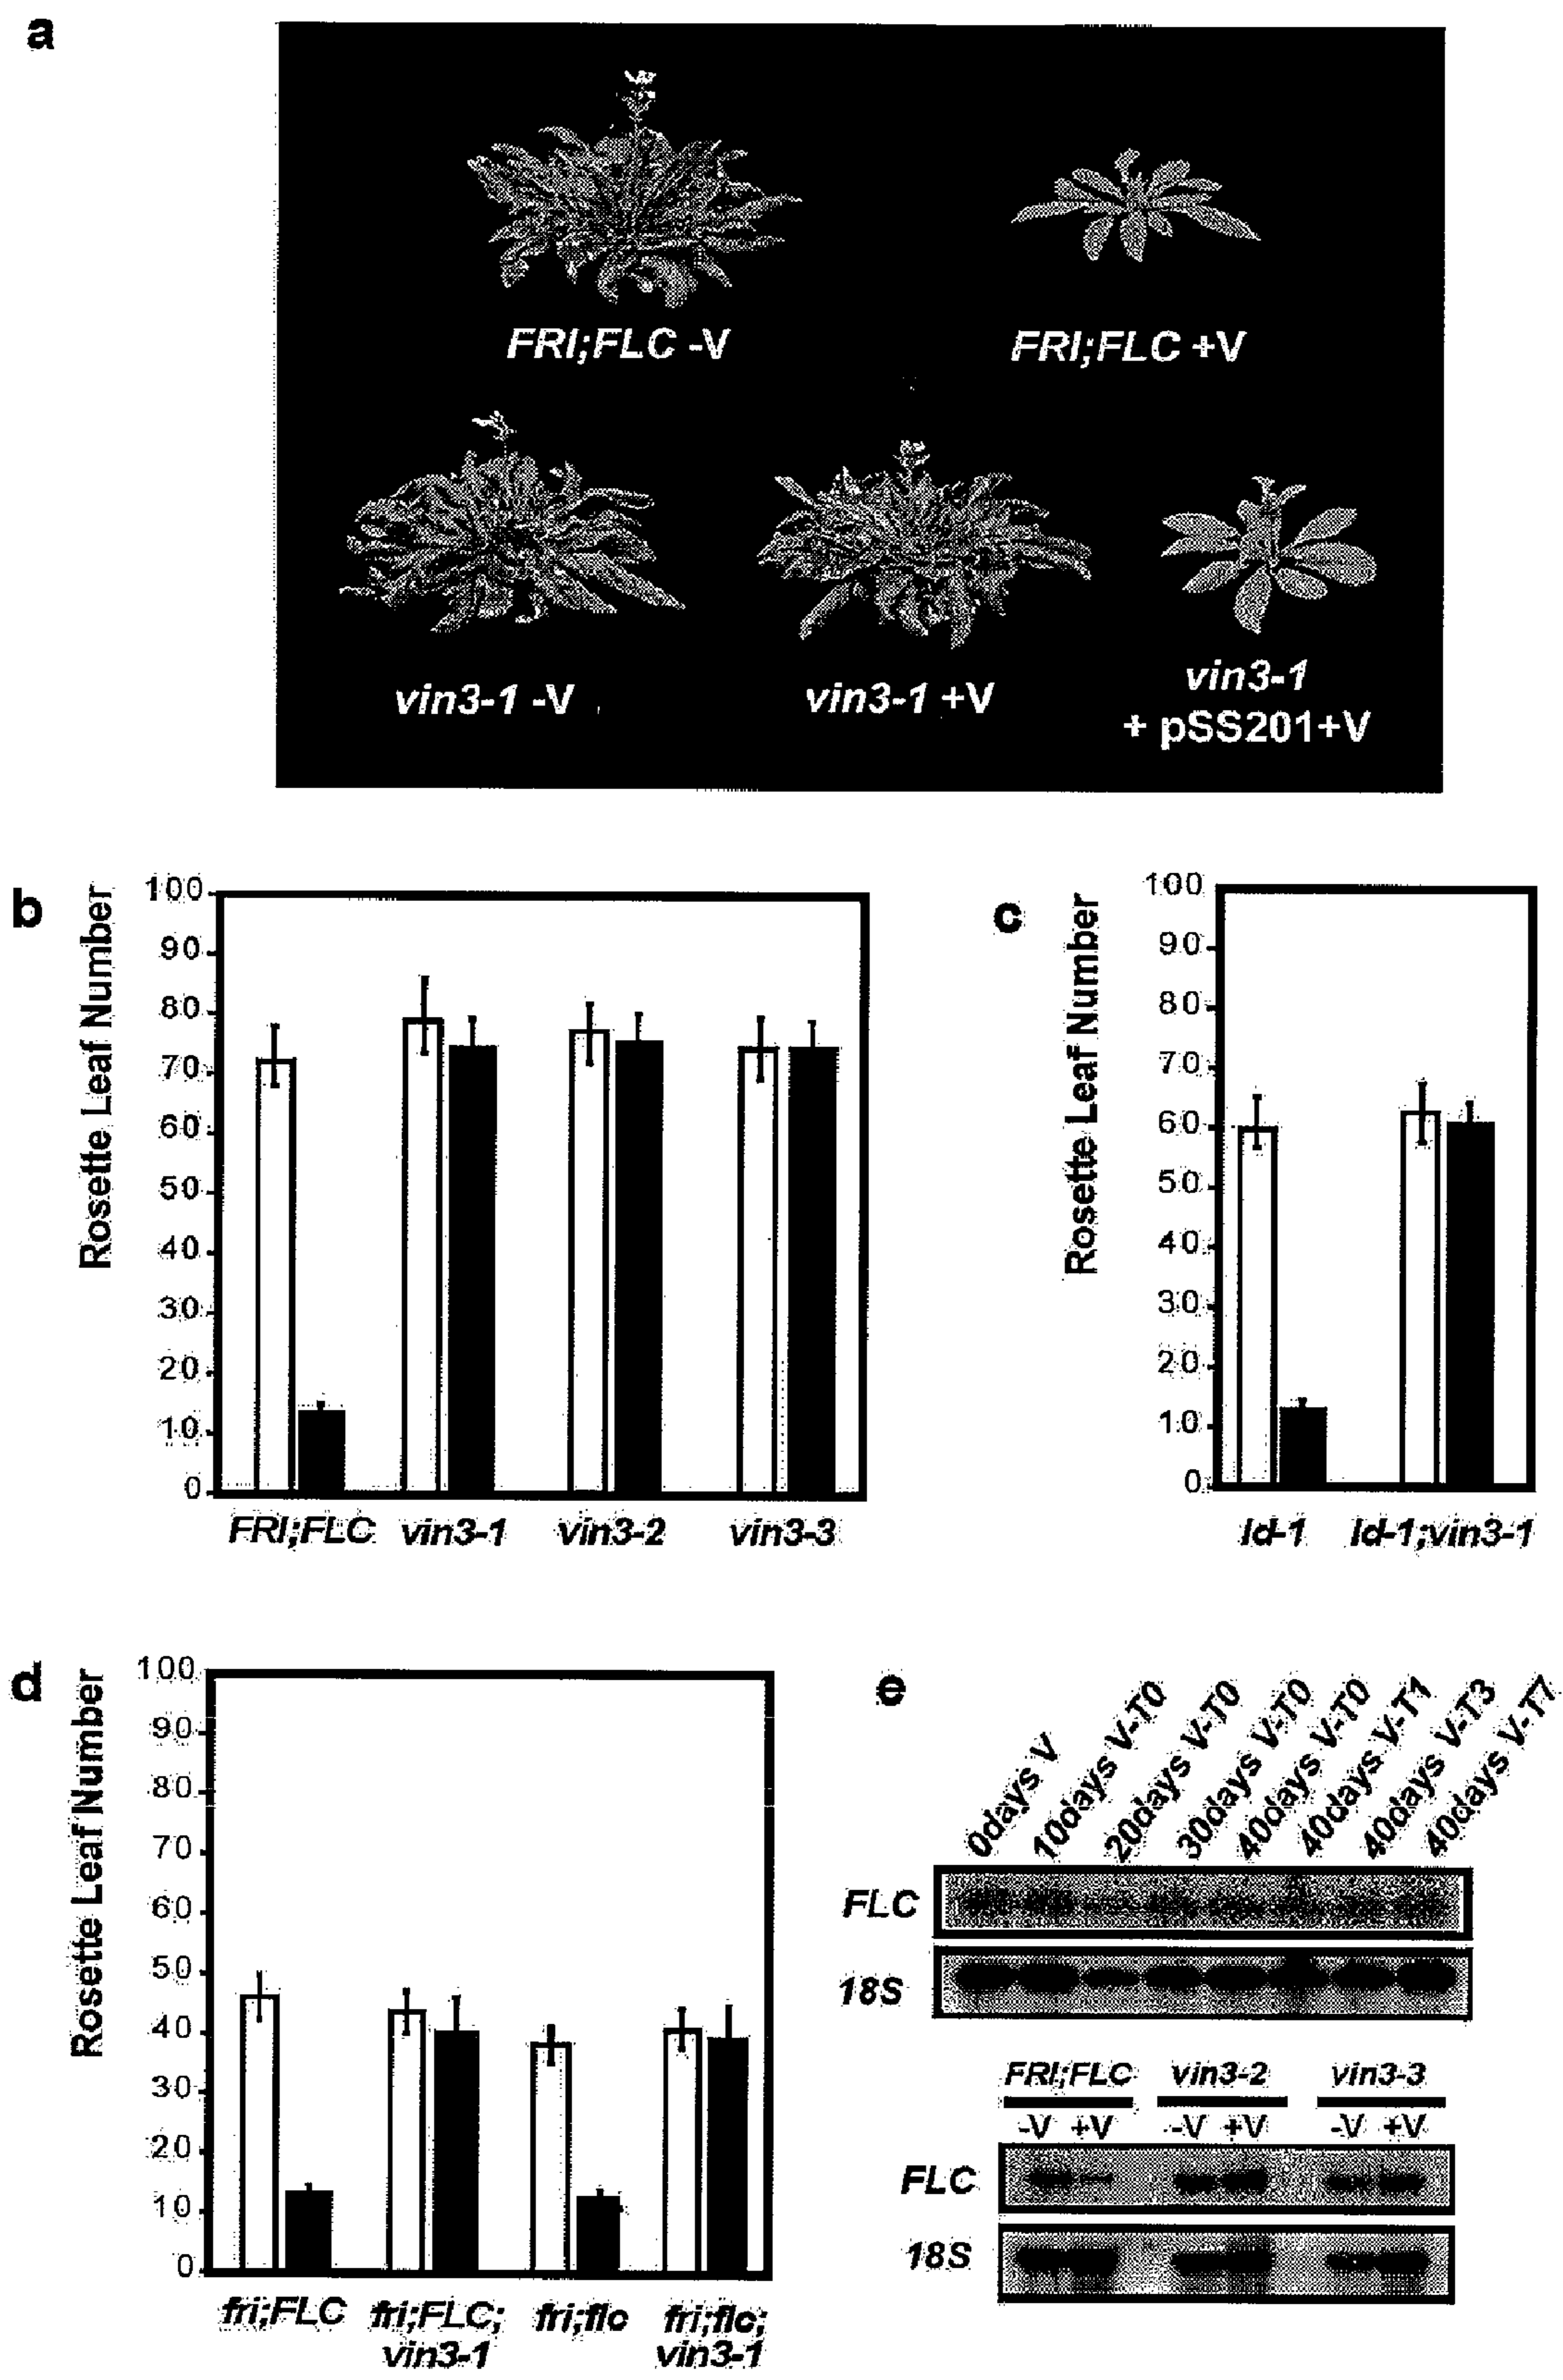 a
FRI;FLC -V
FRI;FLC +V
vin3-1 -V
vin3-1 +V
vin3-1
+ pSS201+V
b
Rosette Leaf Number
100
90
80
70
60
50
40
30
20
10
0
FRI;FLC
vin3-1
vin3-2
vin3-3
c
Rosette Leaf Number
100
90
80
70
60
50
40
30
20
10
0
ld-1
ld-1;vin3-1
d
Rosette Leaf Number
100
90
80
70
60
50
40
30
20
10
0
fri;FLC
fri;FLC;
vin3-1
fri;flc
fri;flc;
vin3-1
e
0days V
10days V-T0
20days V-T0
30days V-T0
40days V-T0
40days V-T1
40days V-T3
40days V-T7
FLC
18S
FRI;FLC
vin3-2
vin3-3
-V +V
-V +V
-V +V
FLC
18S